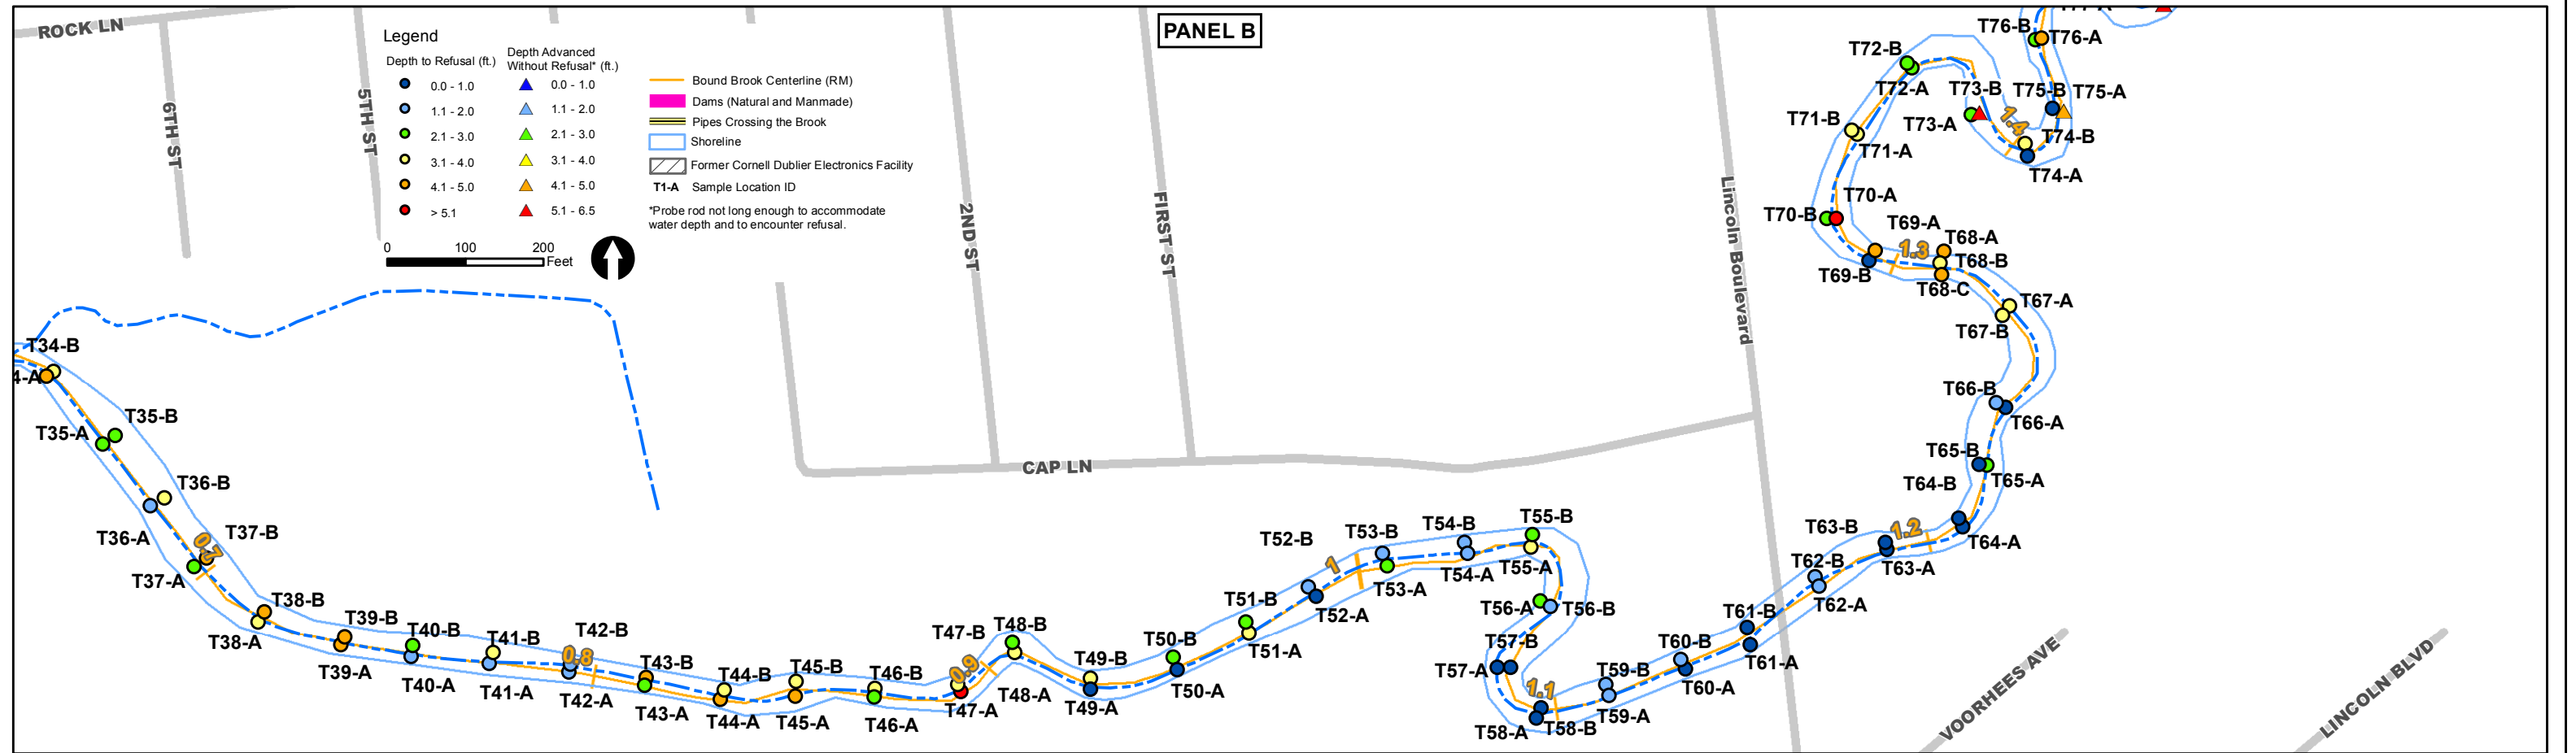 PANEL B
ROCK LN
6TH ST
5TH ST
2ND ST
FIRST ST
Lincoln Boulevard
CAP LN
VOORHEES AVE
LINCOLN BLVD
Legend
Depth to Refusal (ft.)
0.0 - 1.0
1.1 - 2.0
2.1 - 3.0
3.1 - 4.0
4.1 - 5.0
> 5.1
Depth Advanced
Without Refusal* (ft.)
0.0 - 1.0
1.1 - 2.0
2.1 - 3.0
3.1 - 4.0
4.1 - 5.0
5.1 - 6.5
Bound Brook Centerline (RM)
Dams (Natural and Manmade)
Pipes Crossing the Brook
Shoreline
Former Cornell Dublier Electronics Facility
T1-A Sample Location ID
*Probe rod not long enough to accommodate
water depth and to encounter refusal.
0 100 200
Feet
T34-B
4-A
T35-B
T35-A
T36-B
T36-A
T37-B
0.7
T37-A
T38-B
T38-A
T39-B
T39-A
T40-B
T40-A
T41-B
T41-A
T42-B
0.8
T42-A
T43-B
T43-A
T44-B
T44-A
T45-B
T45-A
T46-B
T46-A
T47-B
0.9
T47-A
T48-B
T48-A
T49-B
T49-A
T50-B
T50-A
T51-B
T51-A
T52-B
1
T52-A
T53-B
T53-A
T54-B
T54-A
T55-B
T55-A
T56-A
T56-B
T57-B
T57-A
1.1
T58-A
T58-B
T59-B
T59-A
T60-B
T60-A
T61-B
T61-A
T62-B
T62-A
T63-B
1.2
T63-A
T64-B
T64-A
T65-B
T65-A
T66-B
T66-A
T67-A
T67-B
T68-A
T68-B
T68-C
1.3
T69-A
T69-B
T70-A
T70-B
T71-B
T71-A
T72-B
T72-A
T73-B
T73-A
1.4
T74-B
T74-A
T75-B
T75-A
T76-B
T76-A